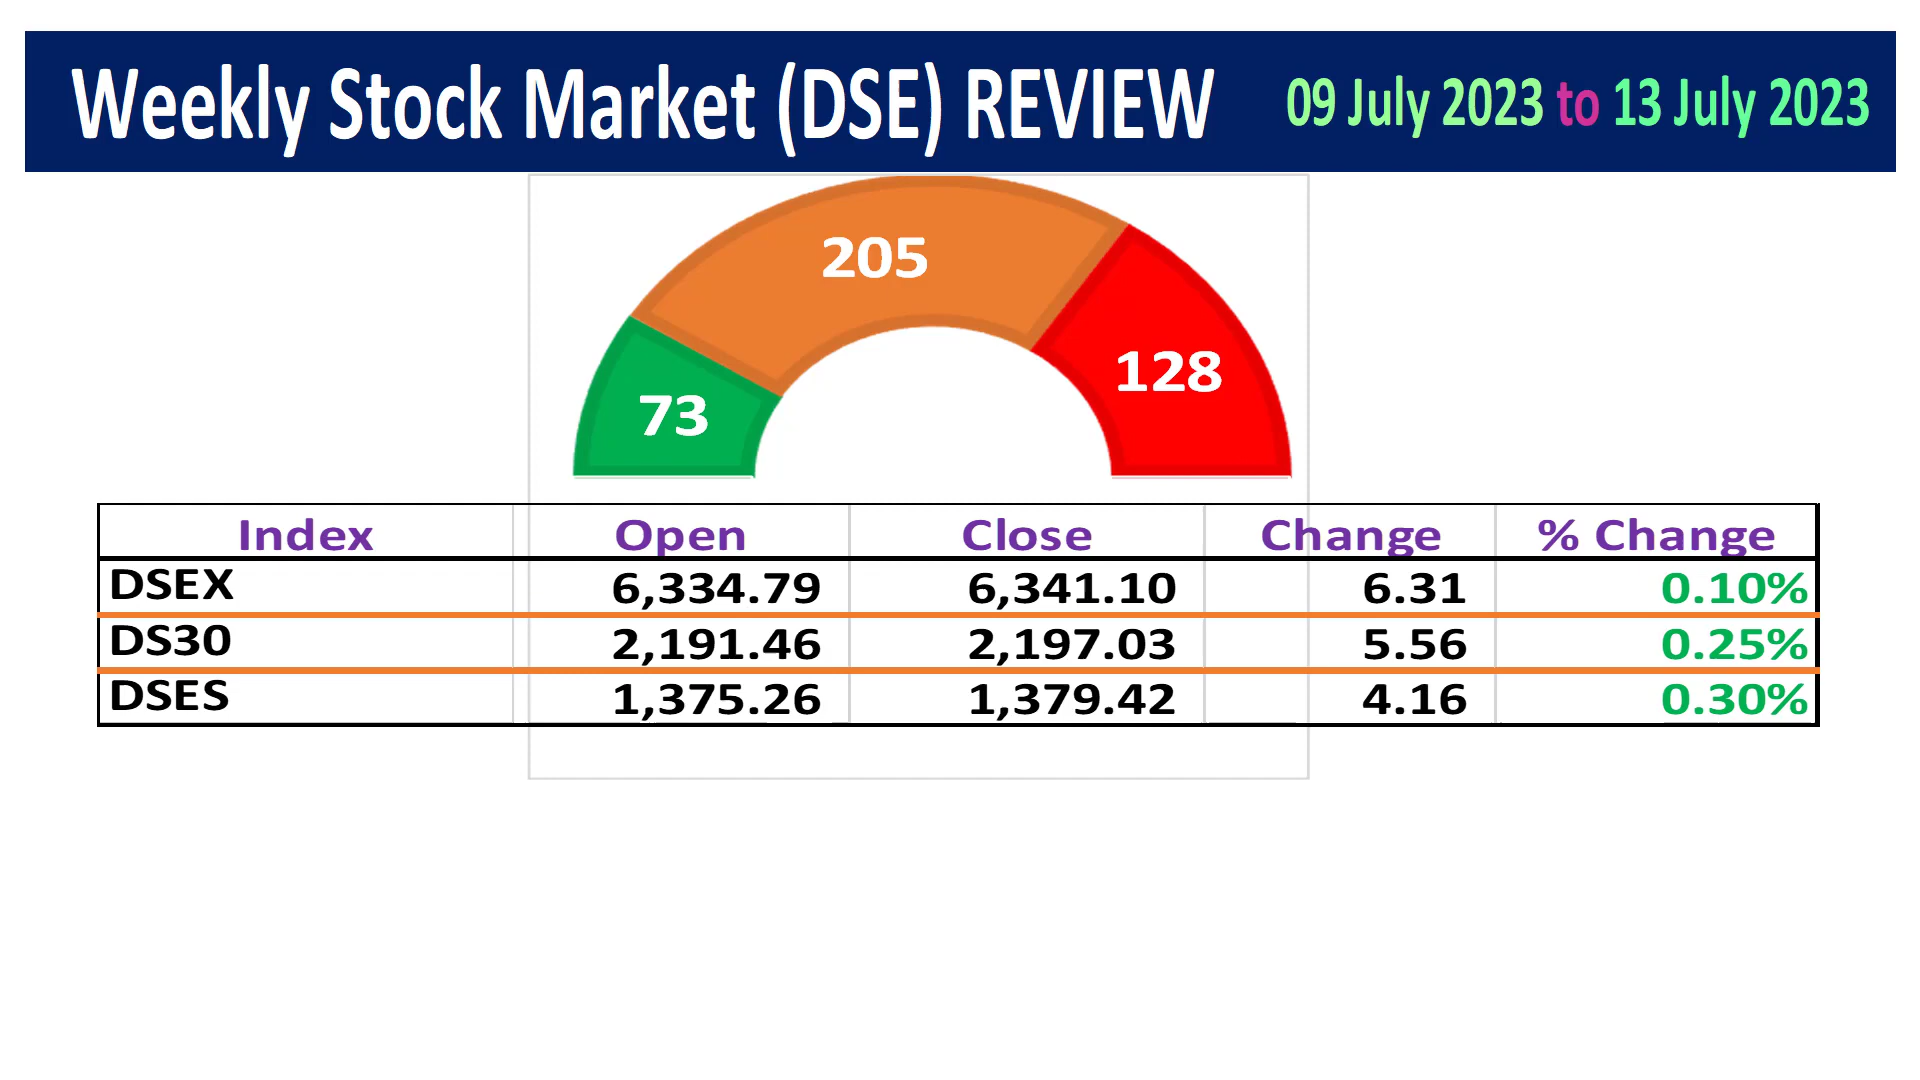 Weekly Stock Market (DSE) REVIEW 09 July 2023 to 13 July 2023
205
128
73
Index Open Close Change % Change
DSEX 6,334.79 6,341.10 6.31 0.10%
DS30 2,191.46 2,197.03 5.56 0.25%
DSES 1,375.26 1,379.42 4.16 0.30%